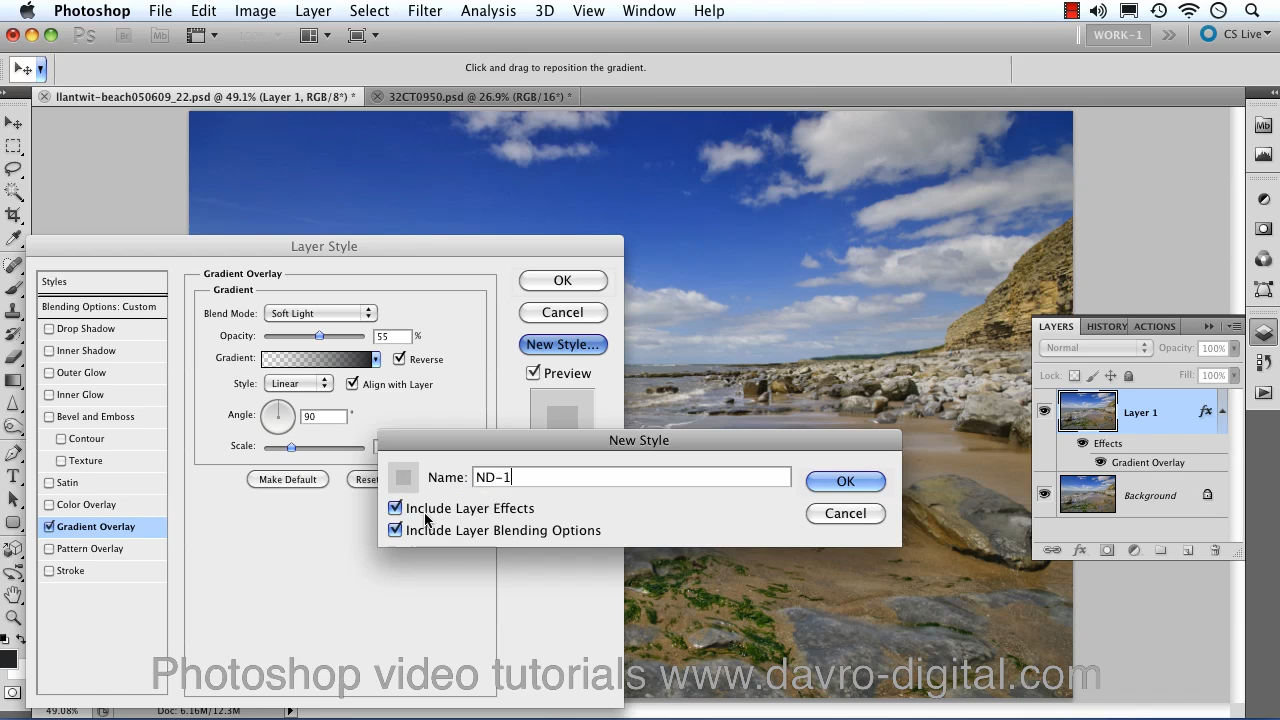 Photoshop File Edit Image Layer Select Filter Analysis 3D View Window Help
Ps Br Mb 100% WORK-1 CS Live
Click and drag to reposition the gradient.
llantwit-beach050609_22.psd @ 49.1% (Layer 1, RGB/8*) * 32CT0950.psd @ 26.9% (RGB/16*) *
Mb
Layer Style
Styles
Blending Options: Custom
Drop Shadow
Inner Shadow
Outer Glow
Inner Glow
Bevel and Emboss
Contour
Texture
Satin
Color Overlay
Gradient Overlay
Pattern Overlay
Stroke
Gradient Overlay
Gradient
Blend Mode: Soft Light
Opacity: 55 %
Gradient: Reverse
Style: Linear Align with Layer
Angle: 90 °
Scale:
Make Default Reset
OK
Cancel
New Style...
Preview
New Style
Name: ND-1
Include Layer Effects
Include Layer Blending Options
OK
Cancel
LAYERS HISTORY ACTIONS
Normal Opacity: 100%
Lock: Fill: 100%
Layer 1 fx
Effects
Gradient Overlay
Background
fx
T
Photoshop video tutorials www.davro-digital.com
49.08% Doc: 6.16M/12.3M